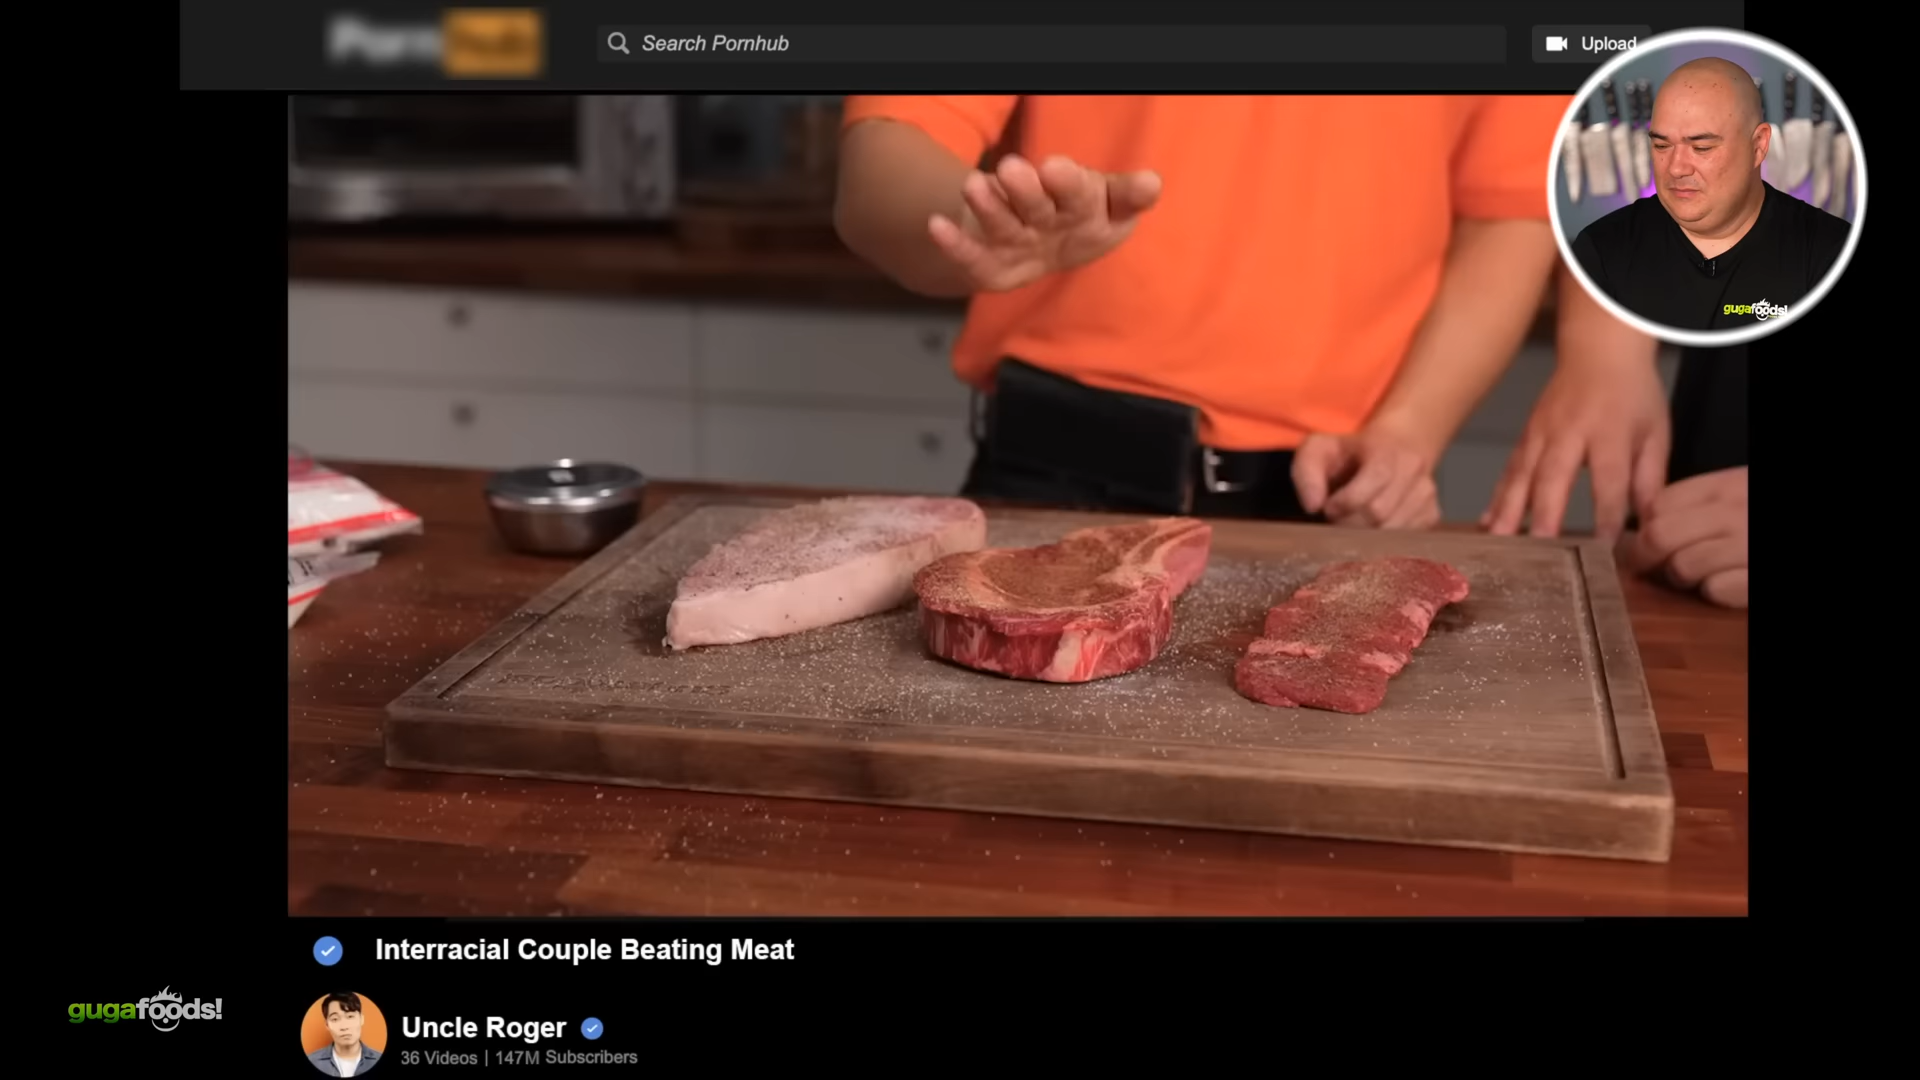 Search Pornhub
Upload
gugafoods!
Interracial Couple Beating Meat
gugafoods!
Uncle Roger
36 Videos | 147M Subscribers